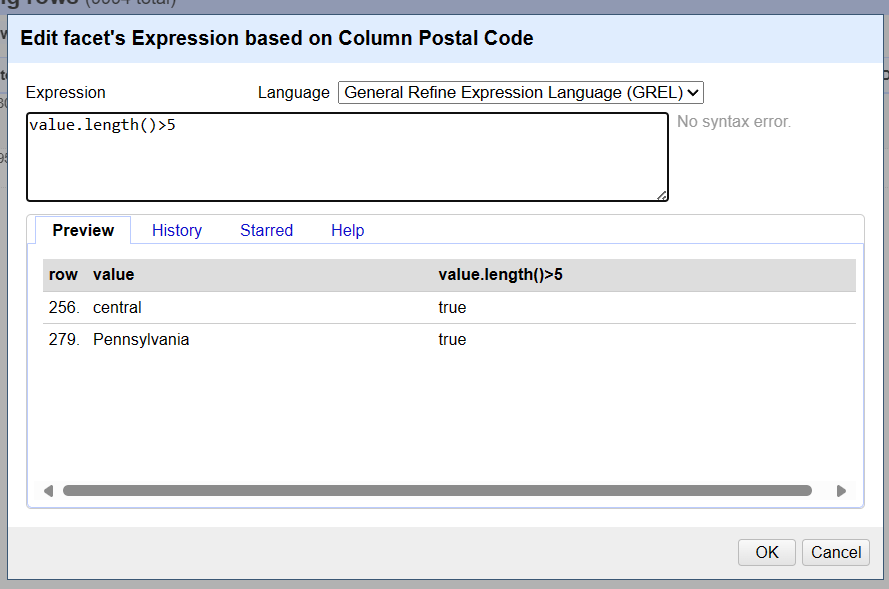 Edit facet's Expression based on Column Postal Code
Expression Language General Refine Expression Language (GREL)
value.length()>5
No syntax error.
Preview History Starred Help
row value value.length()>5
256. central true
279. Pennsylvania true
OK Cancel